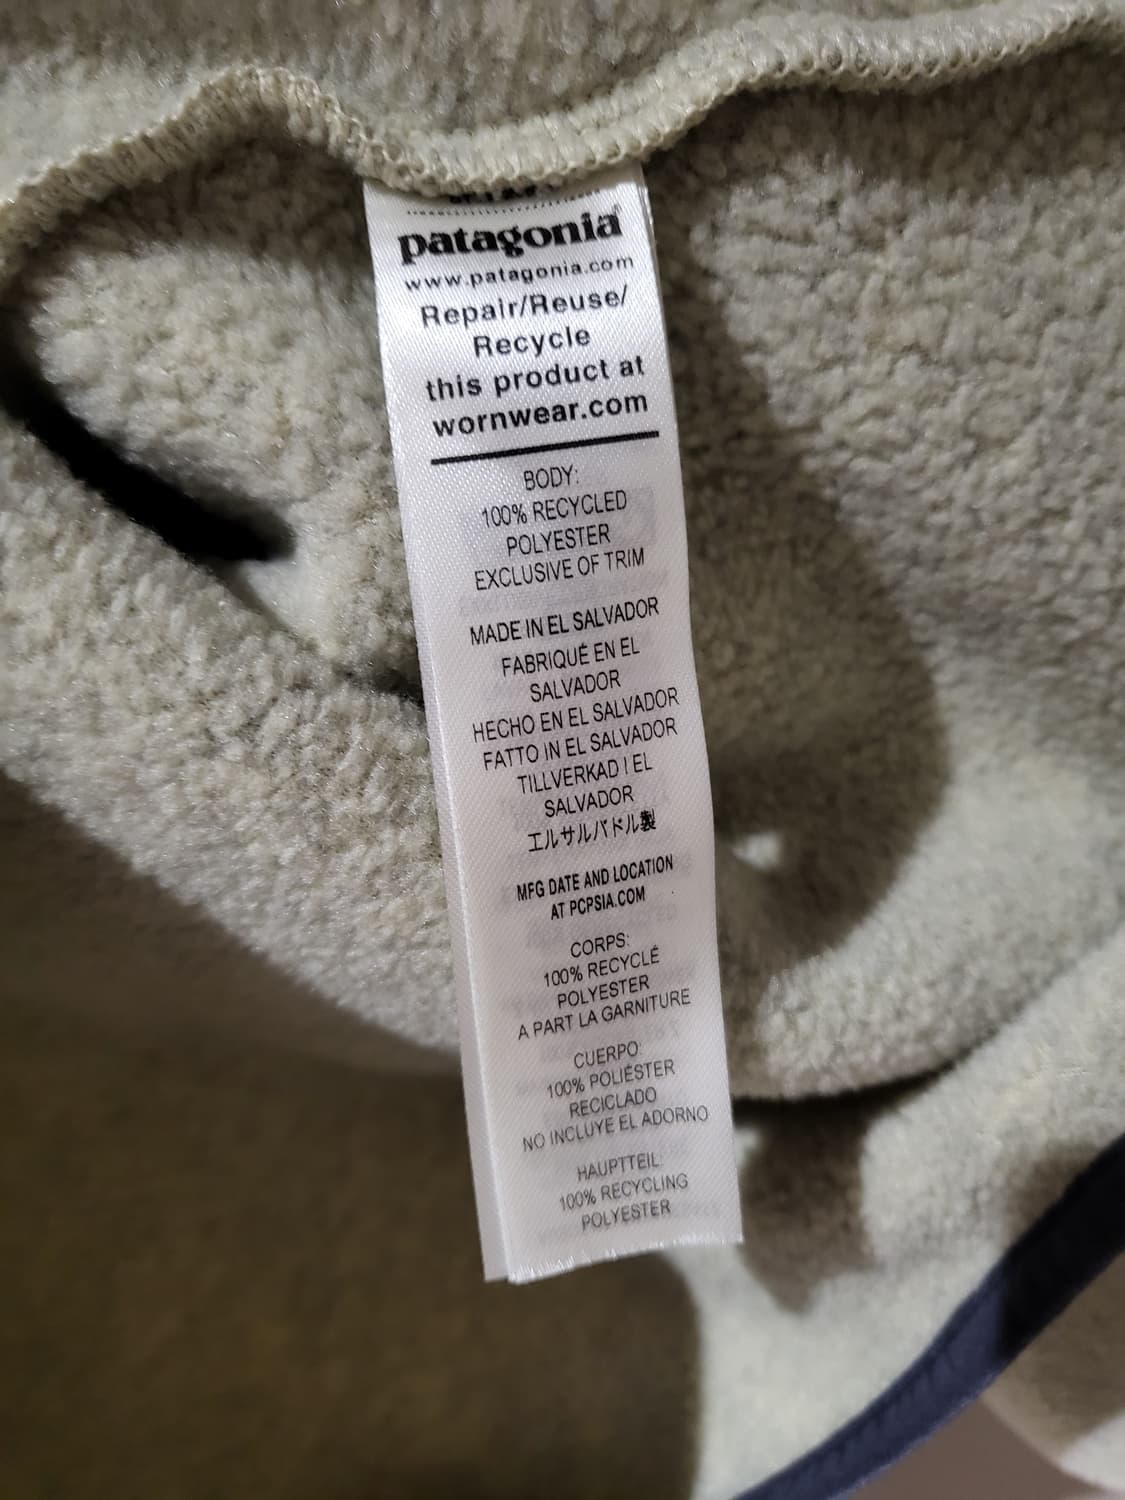 patagonia®
www.patagonia.com
Repair/Reuse/
Recycle
this product at
wornwear.com
BODY:
100% RECYCLED
POLYESTER
EXCLUSIVE OF TRIM
MADE IN EL SALVADOR
FABRIQUÉ EN EL
SALVADOR
HECHO EN EL SALVADOR
FATTO IN EL SALVADOR
TILLVERKAD I EL
SALVADOR
エルサルバドル製
MFG DATE AND LOCATION
AT PCPSIA.COM
CORPS:
100% RECYCLÉ
POLYESTER
A PART LA GARNITURE
CUERPO:
100% POLIÉSTER
RECICLADO
NO INCLUYE EL ADORNO
HAUPTTEIL:
100% RECYCLING
POLYESTER